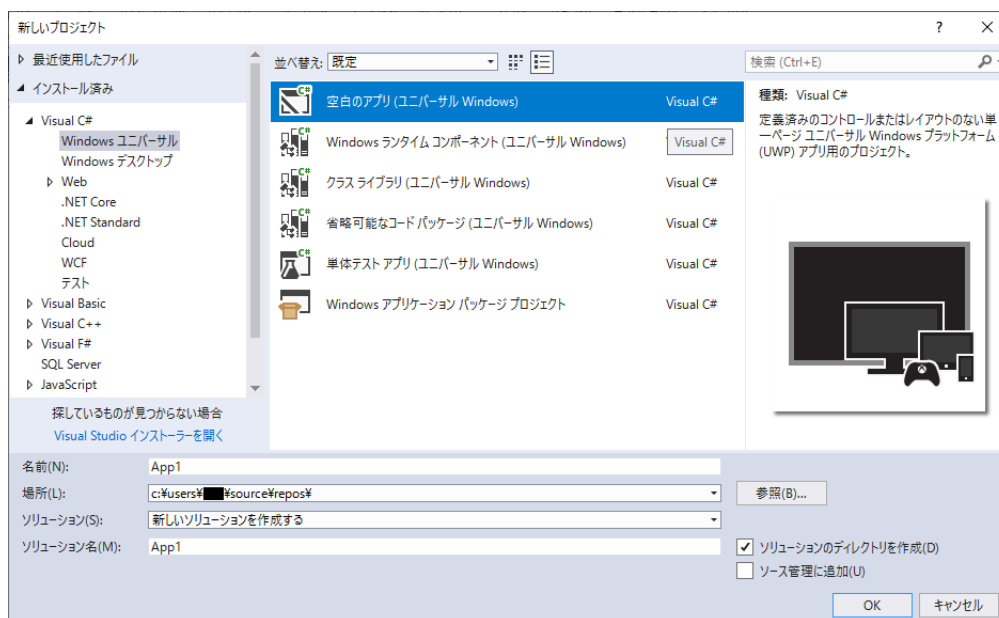 新しいプロジェクト
?
最近使用したファイル
インストール済み
Visual C#
Windows ユニバーサル
Windows デスクトップ
Web
.NET Core
.NET Standard
Cloud
WCF
テスト
Visual Basic
Visual C++
Visual F#
SQL Server
JavaScript
探しているものが見つからない場合
Visual Studio インストーラーを開く
並べ替え: 既定
空白のアプリ (ユニバーサル Windows) Visual C#
Windows ランタイム コンポーネント (ユニバーサル Windows) Visual C#
クラス ライブラリ (ユニバーサル Windows) Visual C#
省略可能なコード パッケージ (ユニバーサル Windows) Visual C#
単体テスト アプリ (ユニバーサル Windows) Visual C#
Windows アプリケーション パッケージ プロジェクト Visual C#
検索 (Ctrl+E)
種類: Visual C#
定義済みのコントロールまたはレイアウトのない単
一ページ ユニバーサル Windows プラットフォーム
(UWP) アプリ用のプロジェクト。
名前(N): App1
場所(L): c:¥users¥ ¥source¥repos¥ 参照(B)...
ソリューション(S): 新しいソリューションを作成する
ソリューション名(M): App1
ソリューションのディレクトリを作成(D)
ソース管理に追加(U)
OK キャンセル